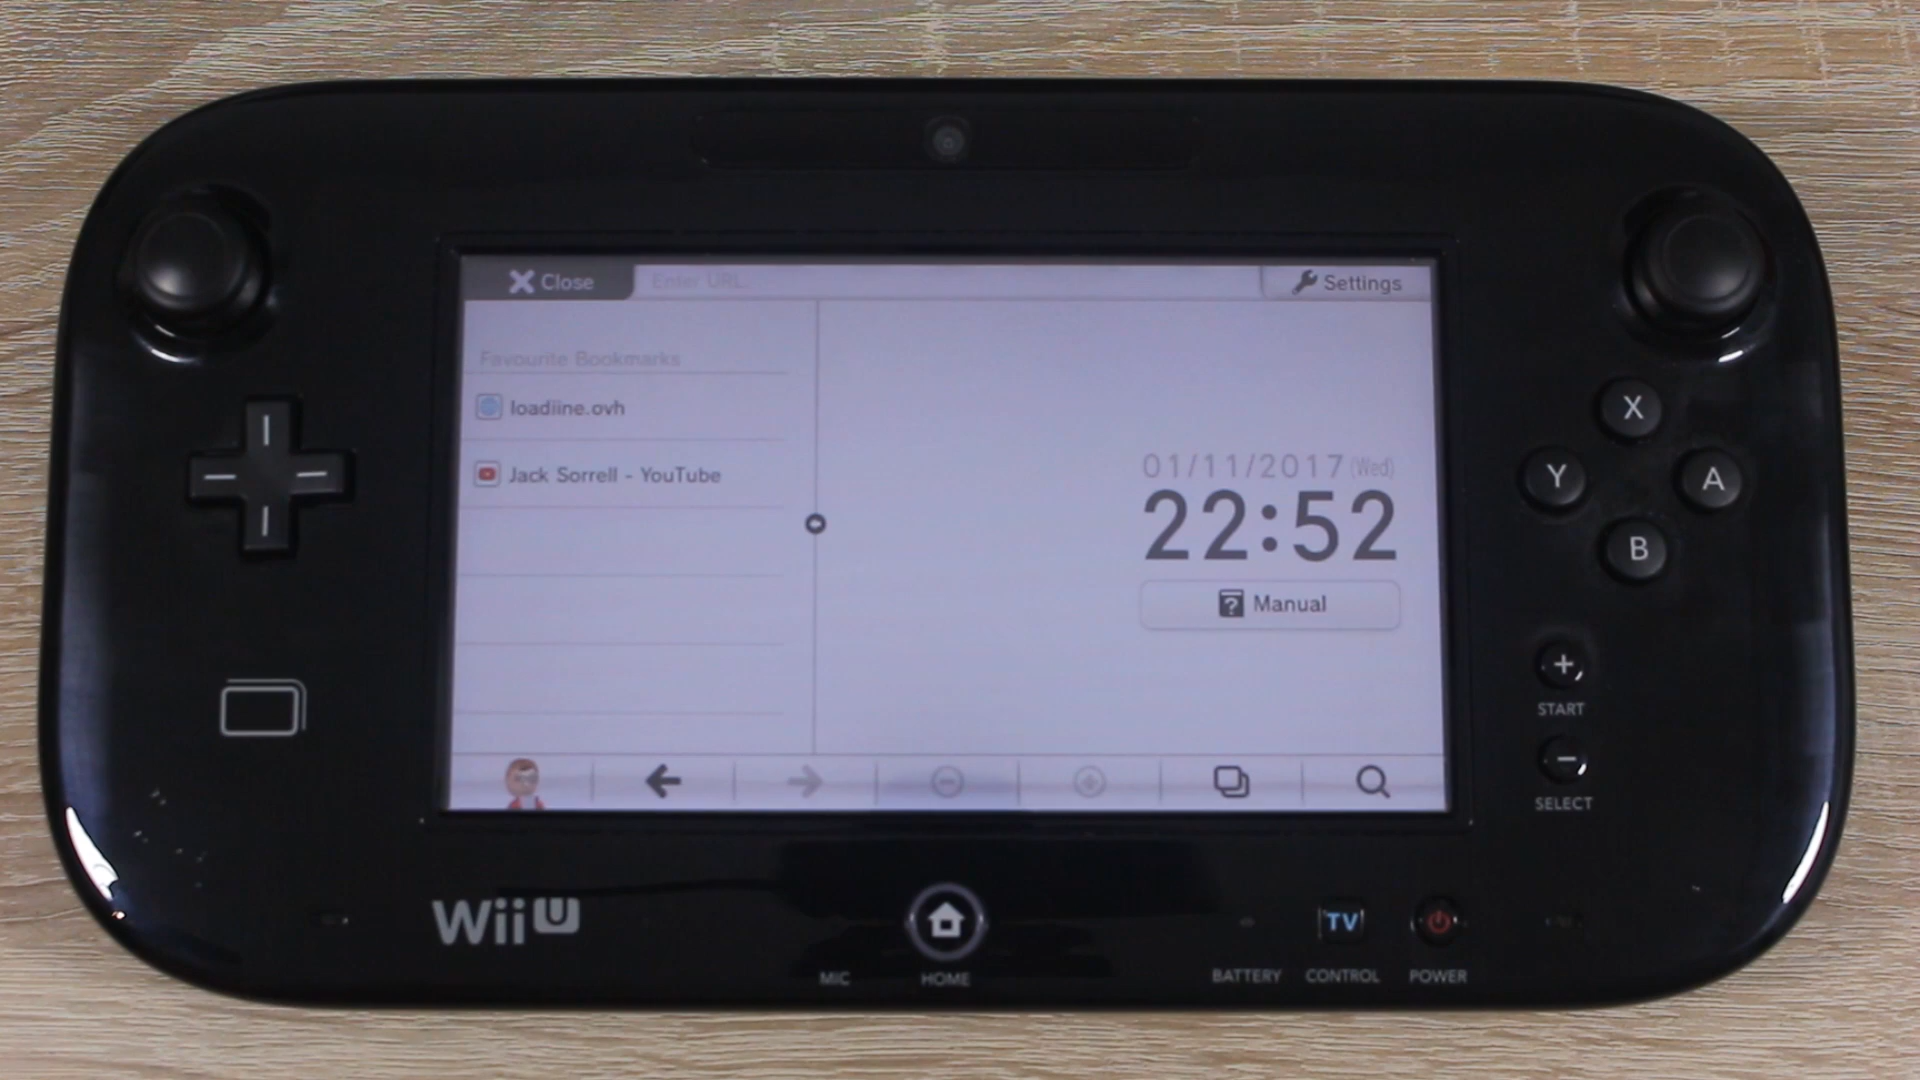 Close
Enter URL
Settings
Favourite Bookmarks
loadiine.ovh
Jack Sorrell - YouTube
01/11/2017 (Wed)
22:52
? Manual
X
Y
A
B
+
START
-
SELECT
Wii U
TV
MIC
HOME
BATTERY
CONTROL
POWER